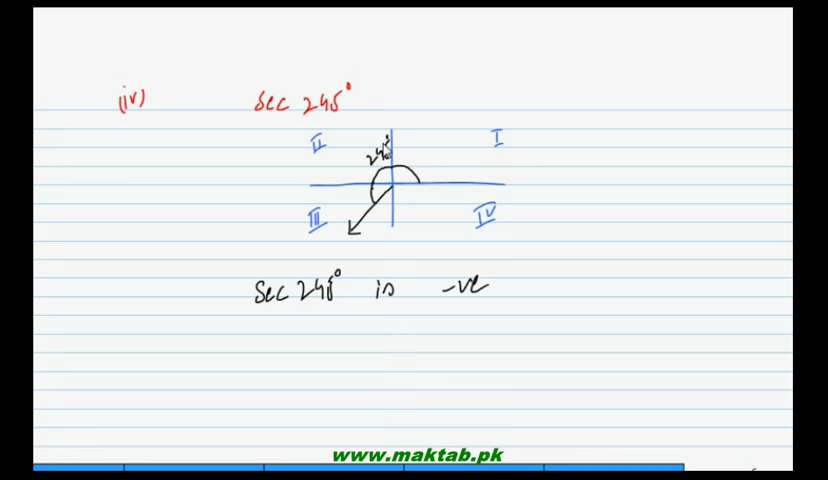 (iv) sec 245°
II I
245°
III IV
sec 245° is -ve
www.maktab.pk